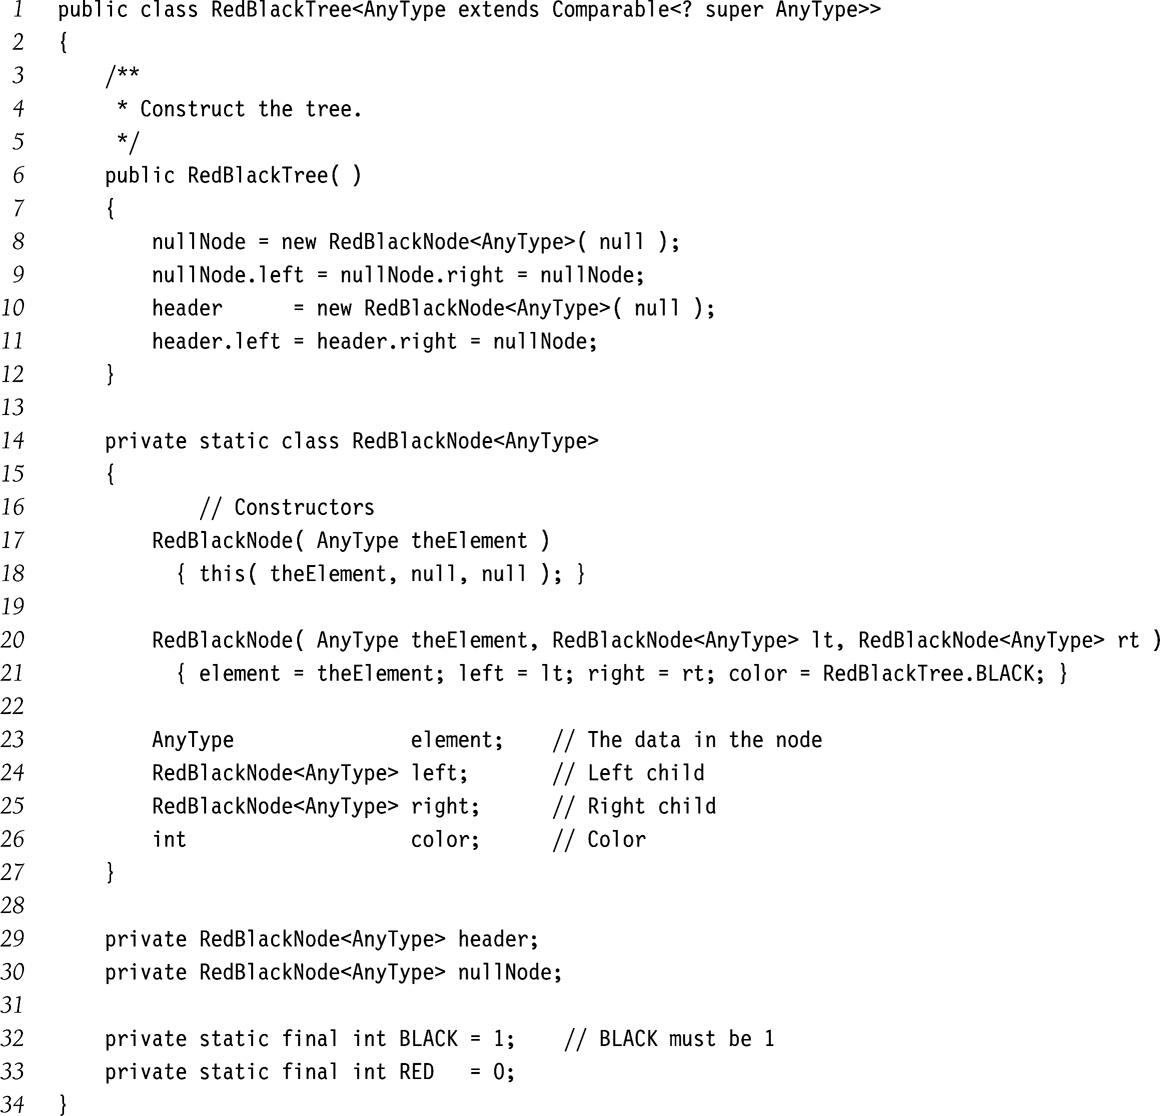 1 public class RedBlackTree<AnyType extends Comparable<? super AnyType>>
2 {
3     /**
4      * Construct the tree.
5      */
6     public RedBlackTree( )
7     {
8         nullNode = new RedBlackNode<AnyType>( null );
9         nullNode.left = nullNode.right = nullNode;
10         header      = new RedBlackNode<AnyType>( null );
11         header.left = header.right = nullNode;
12     }
13
14     private static class RedBlackNode<AnyType>
15     {
16             // Constructors
17         RedBlackNode( AnyType theElement )
18           { this( theElement, null, null ); }
19
20         RedBlackNode( AnyType theElement, RedBlackNode<AnyType> lt, RedBlackNode<AnyType> rt )
21           { element = theElement; left = lt; right = rt; color = RedBlackTree.BLACK; }
22
23         AnyType               element;    // The data in the node
24         RedBlackNode<AnyType> left;       // Left child
25         RedBlackNode<AnyType> right;      // Right child
26         int                   color;      // Color
27     }
28
29     private RedBlackNode<AnyType> header;
30     private RedBlackNode<AnyType> nullNode;
31
32     private static final int BLACK = 1;    // BLACK must be 1
33     private static final int RED   = 0;
34 }